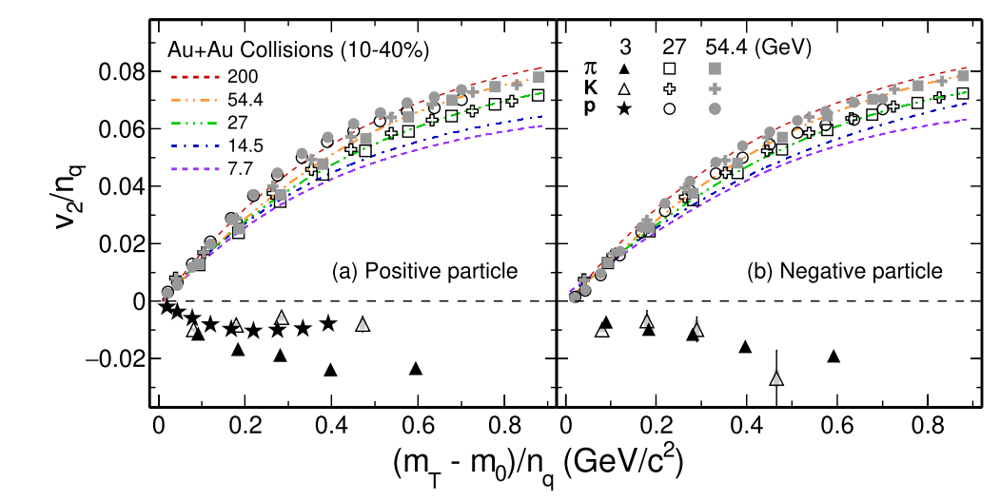 Au+Au Collisions (10-40%)
200
54.4
27
14.5
7.7
(a) Positive particle
3 27 54.4 (GeV)
π
K
p
(b) Negative particle
0.08
0.06
0.04
0.02
0
−0.02
v2/nq
0 0.2 0.4 0.6 0.8
0 0.2 0.4 0.6 0.8
(mT - m0)/nq (GeV/c²)